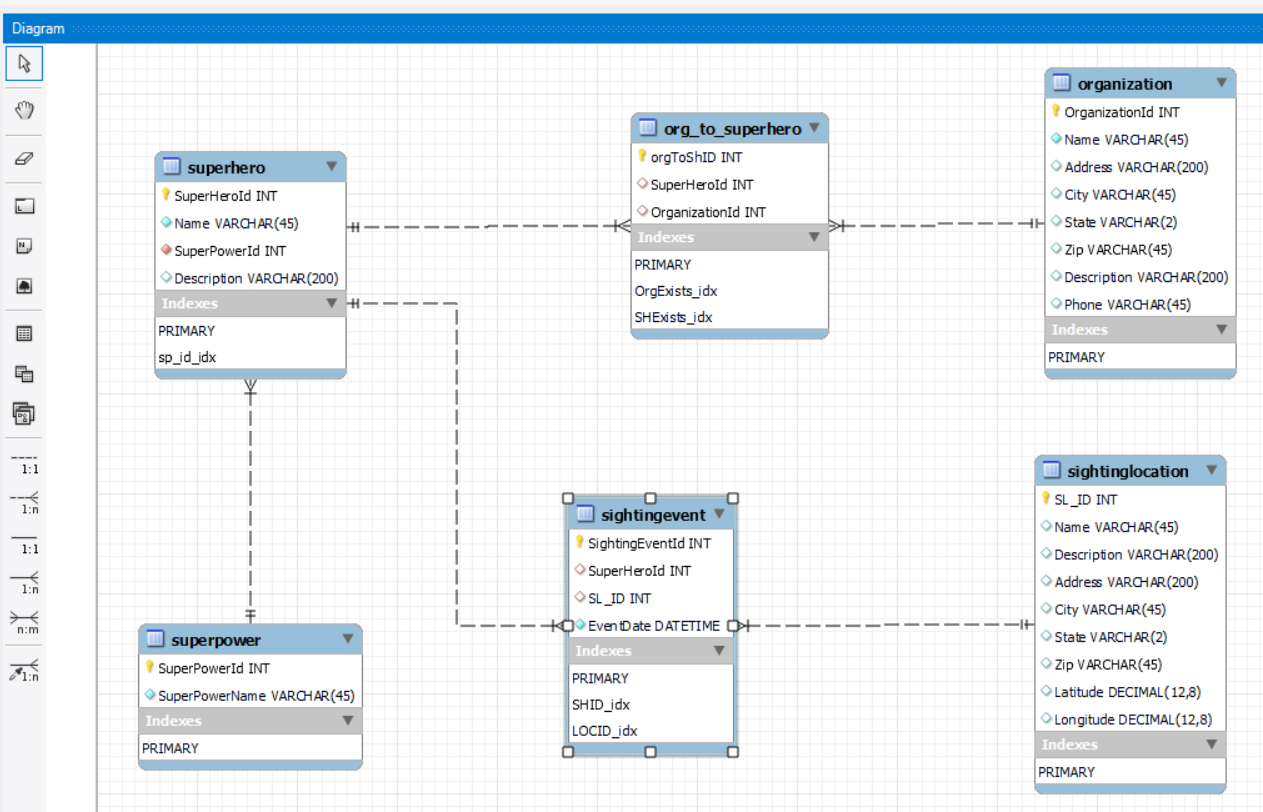 Diagram
superhero
SuperHeroId INT
Name VARCHAR(45)
SuperPowerId INT
Description VARCHAR(200)
Indexes
PRIMARY
sp_id_idx
org_to_superhero
orgToShID INT
SuperHeroId INT
OrganizationId INT
Indexes
PRIMARY
OrgExists_idx
SHExists_idx
organization
OrganizationId INT
Name VARCHAR(45)
Address VARCHAR(200)
City VARCHAR(45)
State VARCHAR(2)
Zip VARCHAR(45)
Description VARCHAR(200)
Phone VARCHAR(45)
Indexes
PRIMARY
superpower
SuperPowerId INT
SuperPowerName VARCHAR(45)
Indexes
PRIMARY
sightingevent
SightingEventId INT
SuperHeroId INT
SL_ID INT
EventDate DATETIME
Indexes
PRIMARY
SHID_idx
LOCID_idx
sightinglocation
SL_ID INT
Name VARCHAR(45)
Description VARCHAR(200)
Address VARCHAR(200)
City VARCHAR(45)
State VARCHAR(2)
Zip VARCHAR(45)
Latitude DECIMAL(12,8)
Longitude DECIMAL(12,8)
Indexes
PRIMARY
1:1
1:n
1:1
1:n
n:m
1:n